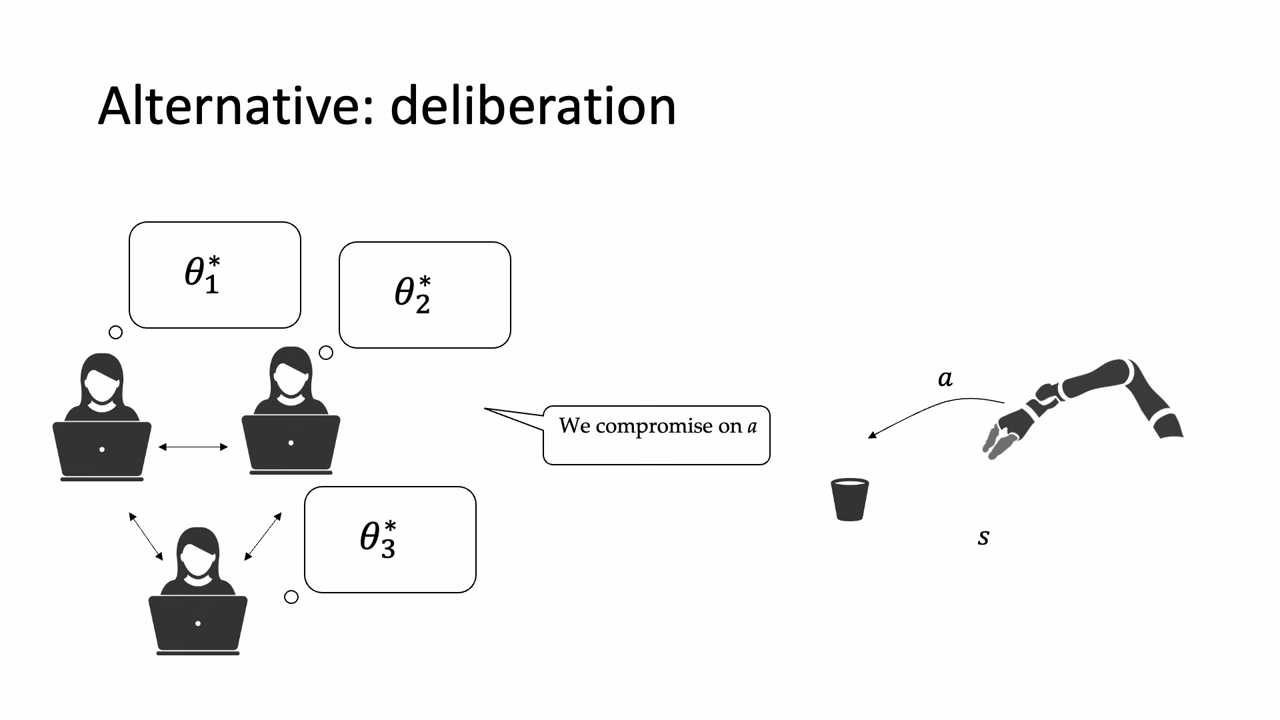 Alternative: deliberation
θ₁*
θ₂*
We compromise on a
θ₃*
a
s